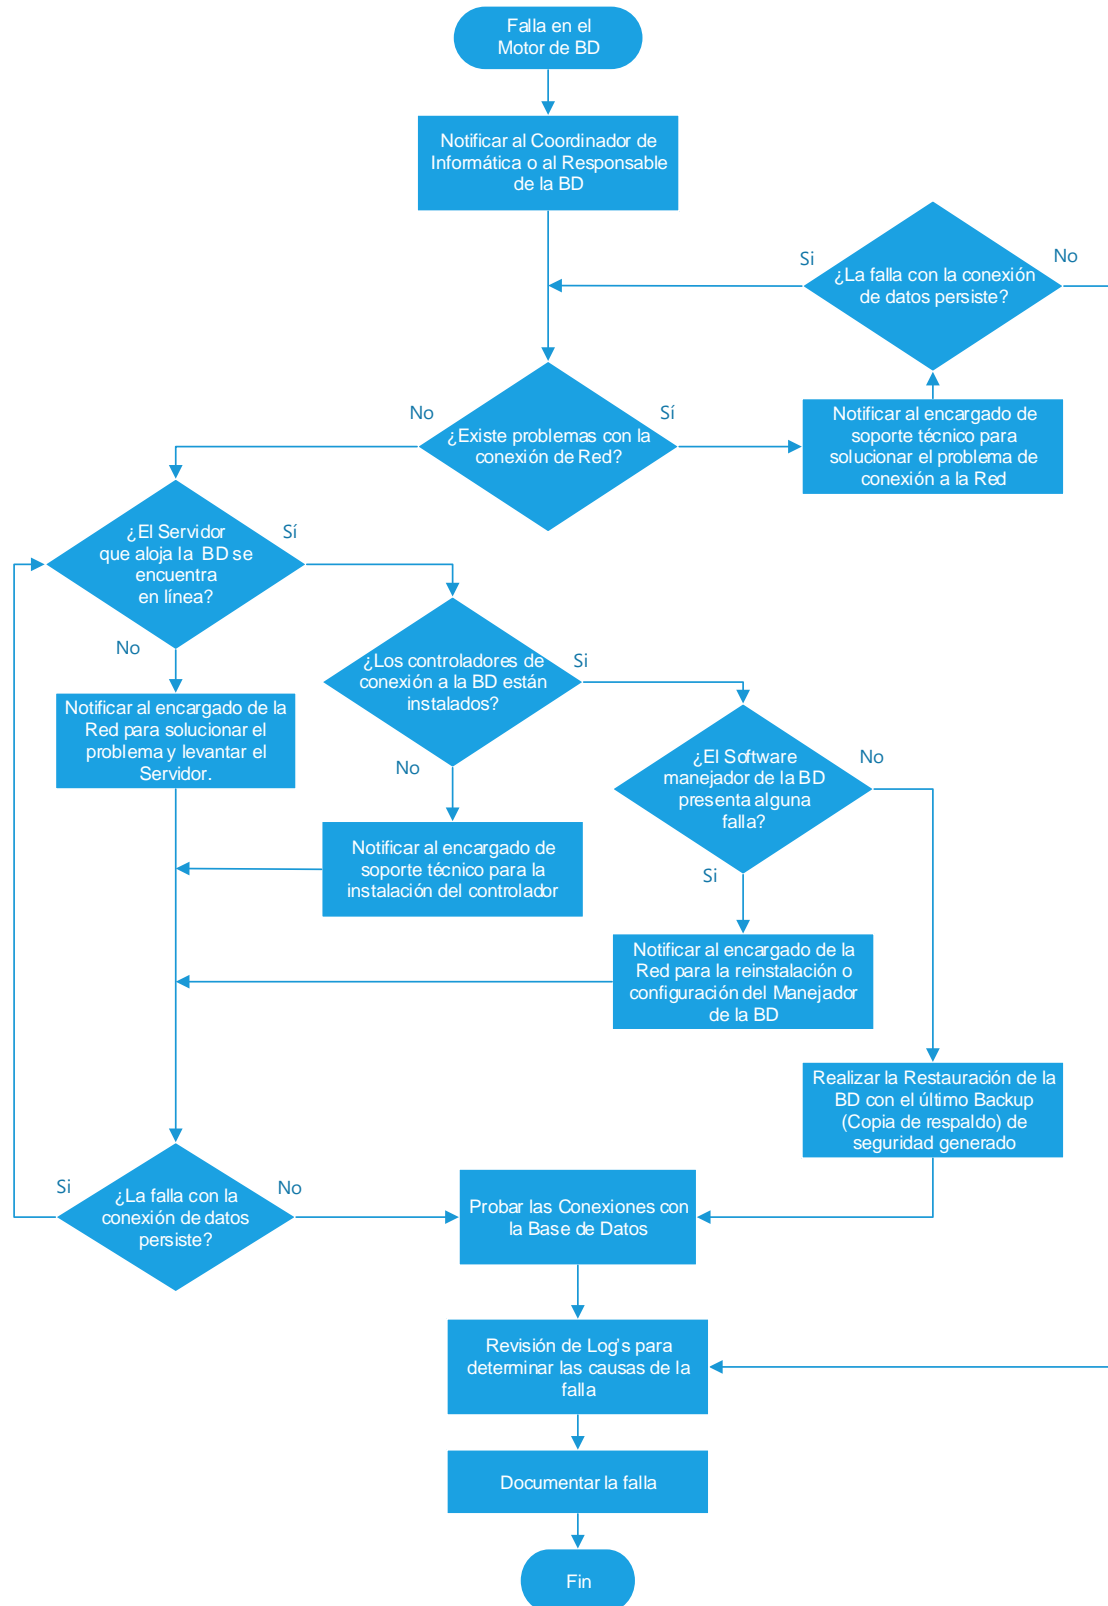 Falla en el
Motor de BD
Notificar al Coordinador de
Informática o al Responsable
de la BD
Si
No
¿La falla con la conexión
de datos persiste?
No
Sí
¿Existe problemas con la
conexión de Red?
Notificar al encargado de
soporte técnico para
solucionar el problema de
conexión a la Red
¿El Servidor
que aloja la BD se
encuentra
en línea?
Sí
No
¿Los controladores de
conexión a la BD están
instalados?
Si
No
Notificar al encargado de la
Red para solucionar el
problema y levantar el
Servidor.
¿El Software
manejador de la BD
presenta alguna
falla?
No
Si
Notificar al encargado de
soporte técnico para la
instalación del controlador
Notificar al encargado de la
Red para la reinstalación o
configuración del Manejador
de la BD
Realizar la Restauración de la
BD con el último Backup
(Copia de respaldo) de
seguridad generado
Si
No
¿La falla con la
conexión de datos
persiste?
Probar las Conexiones con
la Base de Datos
Revisión de Log's para
determinar las causas de la
falla
Documentar la falla
Fin